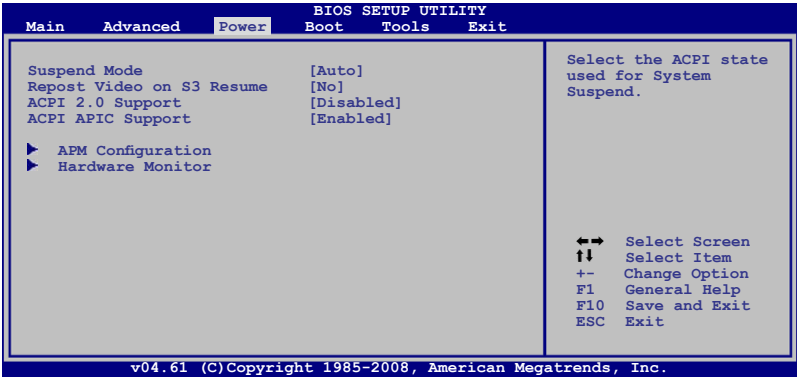 BIOS SETUP UTILITY
Main Advanced Power Boot Tools Exit
Suspend Mode [Auto]
Repost Video on S3 Resume [No]
ACPI 2.0 Support [Disabled]
ACPI APIC Support [Enabled]
APM Configuration
Hardware Monitor
Select the ACPI state
used for System
Suspend.
←→ Select Screen
↑↓ Select Item
+- Change Option
F1 General Help
F10 Save and Exit
ESC Exit
v04.61 (C)Copyright 1985-2008, American Megatrends, Inc.